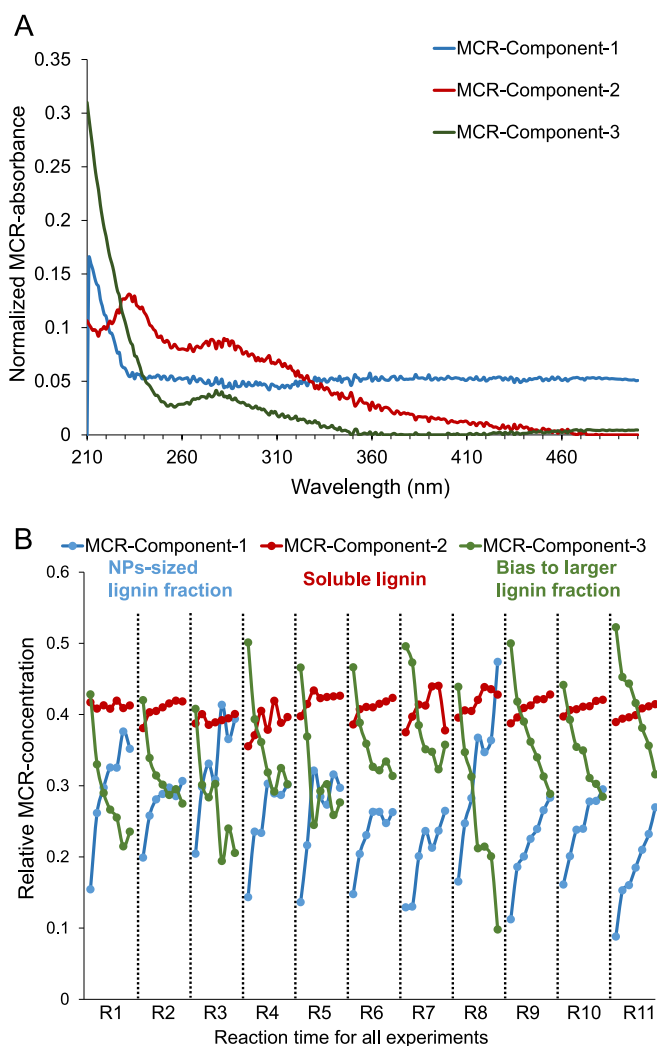 A
0.35
0.3
0.25
0.2
0.15
0.1
0.05
0
Normalized MCR-absorbance
MCR-Component-1
MCR-Component-2
MCR-Component-3
210 260 310 360 410 460
Wavelength (nm)
B
MCR-Component-1 MCR-Component-2 MCR-Component-3
NPs-sized
lignin fraction
Soluble lignin
Bias to larger
lignin fraction
0.6
0.5
0.4
0.3
0.2
0.1
0
Relative MCR-concentration
R1 R2 R3 R4 R5 R6 R7 R8 R9 R10 R11
Reaction time for all experiments